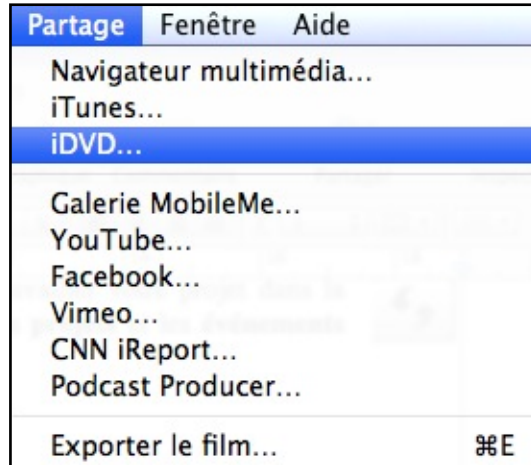 Partage Fenêtre Aide
Navigateur multimédia...
iTunes...
iDVD...
Galerie MobileMe...
YouTube...
Facebook...
Vimeo...
CNN iReport...
Podcast Producer...
Exporter le film... ⌘E